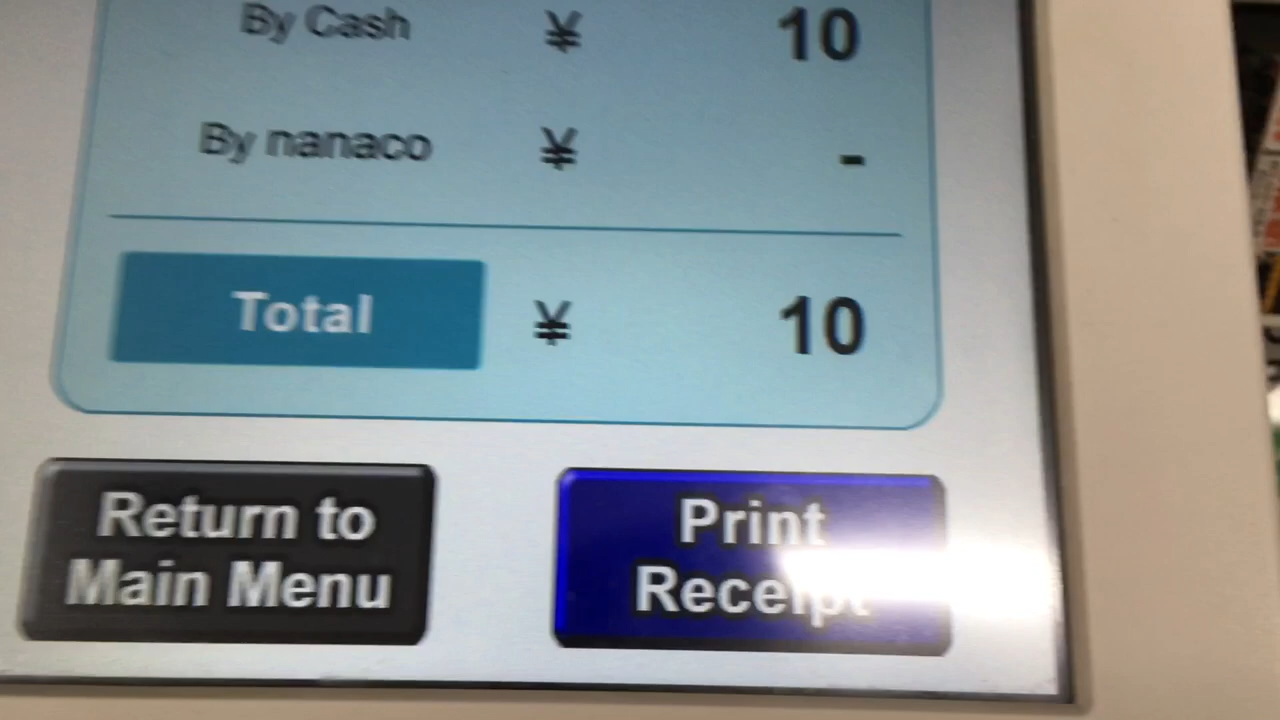 By Cash ¥ 10
By nanaco ¥ -
Total ¥ 10
Return to
Main Menu
Print
Receipt